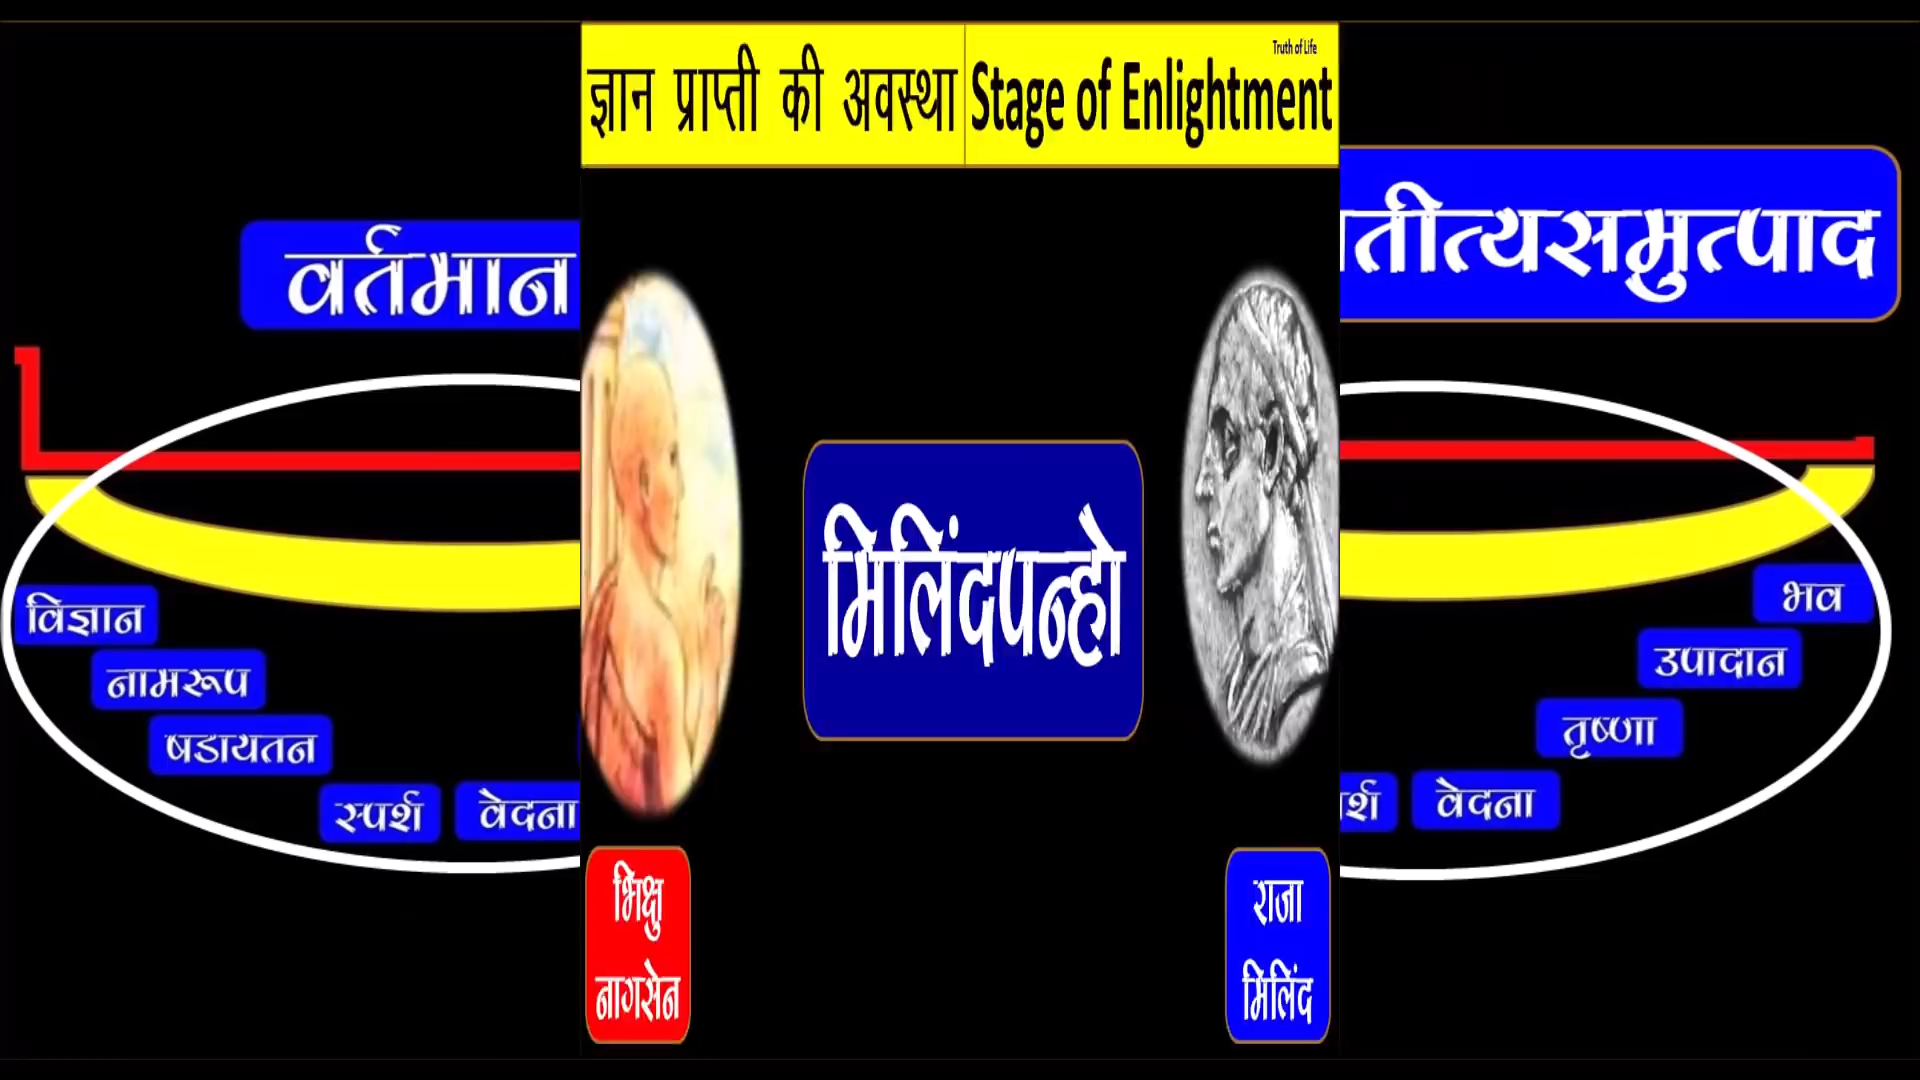 Truth of Life
ज्ञान प्राप्ती की अवस्था
Stage of Enlightment
वर्तमान
तीत्यसमुत्पाद
मिलिंदपन्हो
विज्ञान
नामरूप
षडायतन
स्पर्श
वेदना
भव
उपादान
तृष्णा
वेदना
र्श
भिक्षु
नागसेन
राजा
मिलिंद